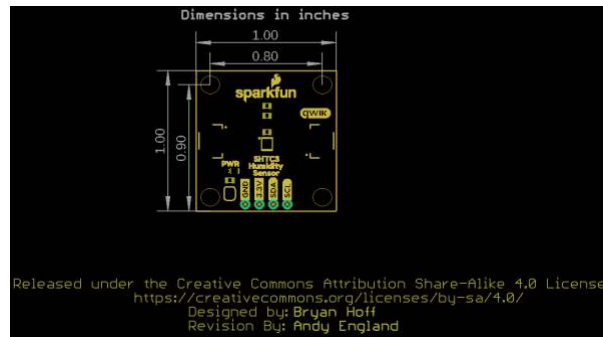 Dimensions in inches
1.00
0.80
sparkfun
qwiic
1.00
0.90
PWR
SHTC3
Humidity
Sensor
GND
3.3V
SDA
SCL
Released under the Creative Commons Attribution Share-Alike 4.0 License
https://creativecommons.org/licenses/by-sa/4.0/
Designed by: Bryan Hoff
Revision By: Andy England